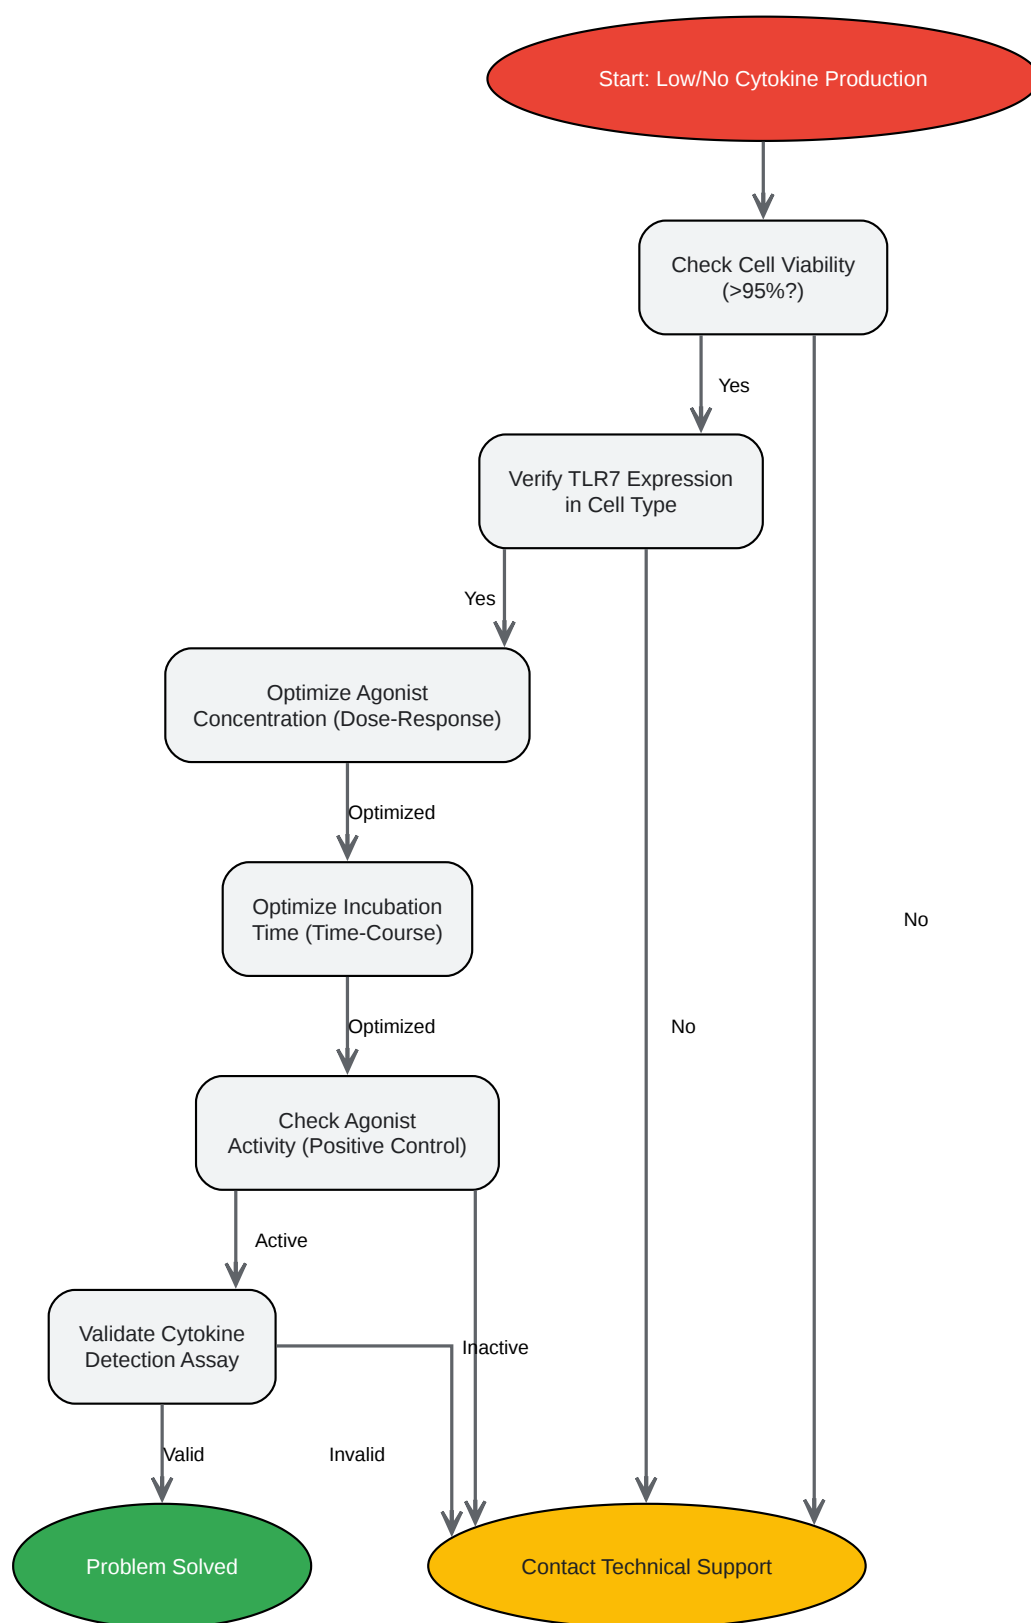 Start: Low/No Cytokine Production
Check Cell Viability
(>95%?)
Yes
Verify TLR7 Expression
in Cell Type
Yes
Optimize Agonist
Concentration (Dose-Response)
Optimized
Optimize Incubation
Time (Time-Course)
No
Optimized
No
Check Agonist
Activity (Positive Control)
Active
Validate Cytokine
Detection Assay
Inactive
Valid
Invalid
Problem Solved
Contact Technical Support